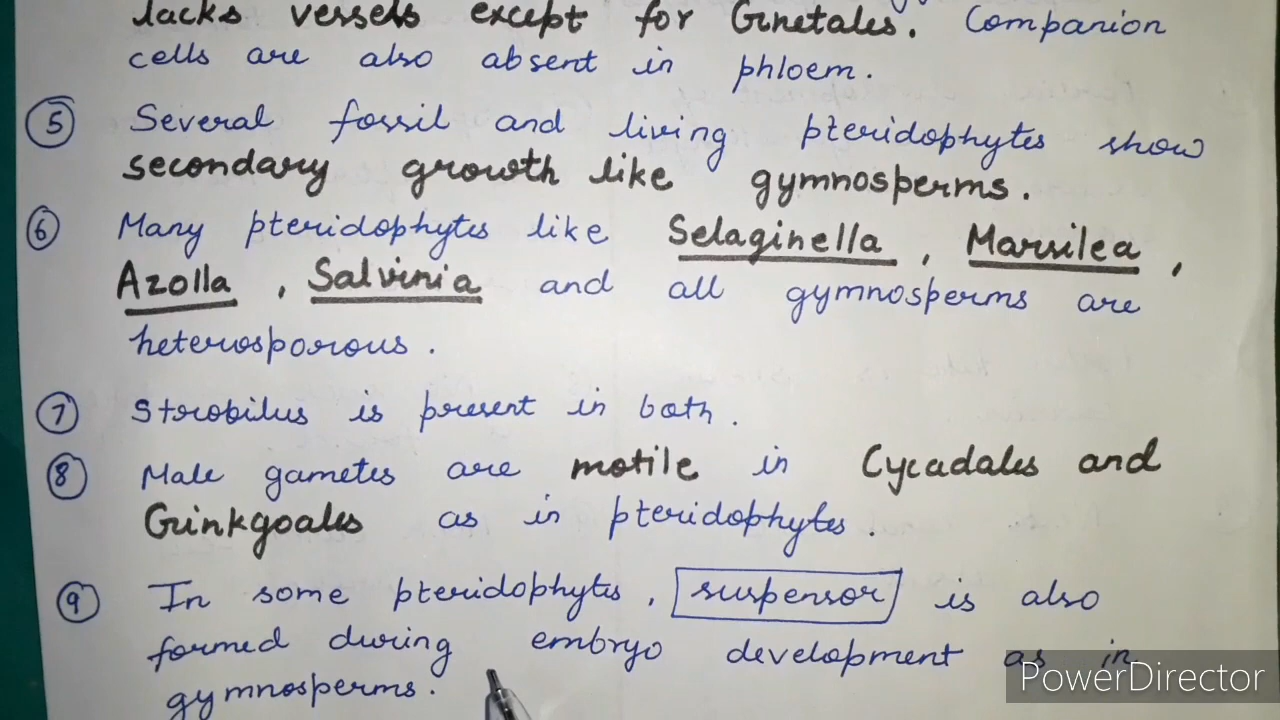 lacks vessels except for Gnetales. Companion
cells are also absent in phloem.
5 Several fossil and living pteridophytes show
secondary growth like gymnosperms.
6 Many pteridophytes like Selaginella, Marsilea,
Azolla, Salvinia and all gymnosperms are
heterosporous.
7 Strobilus is present in both.
8 Male gametes are motile in Cycadales and
Ginkgoales as in pteridophytes.
9 In some pteridophytes, suspensor is also
formed during embryo development as in
gymnosperms.
PowerDirector